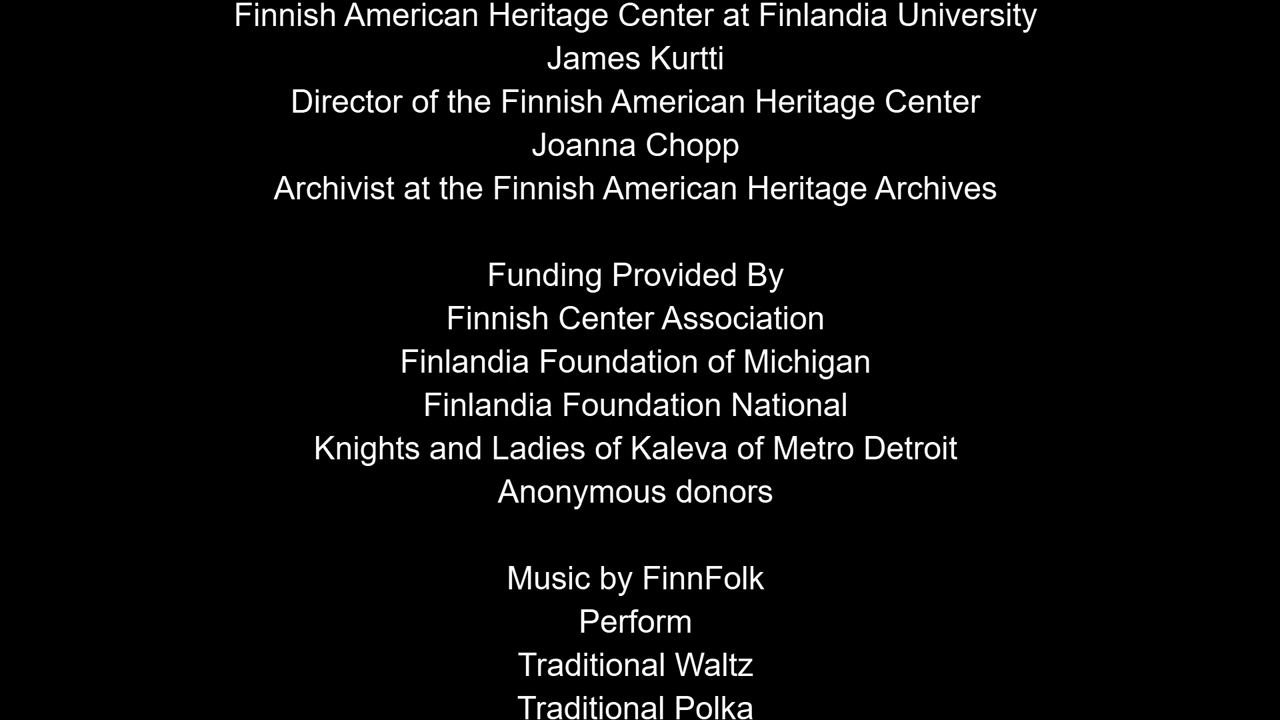 Finnish American Heritage Center at Finlandia University
James Kurtti
Director of the Finnish American Heritage Center
Joanna Chopp
Archivist at the Finnish American Heritage Archives
Funding Provided By
Finnish Center Association
Finlandia Foundation of Michigan
Finlandia Foundation National
Knights and Ladies of Kaleva of Metro Detroit
Anonymous donors
Music by FinnFolk
Perform
Traditional Waltz
Traditional Polka